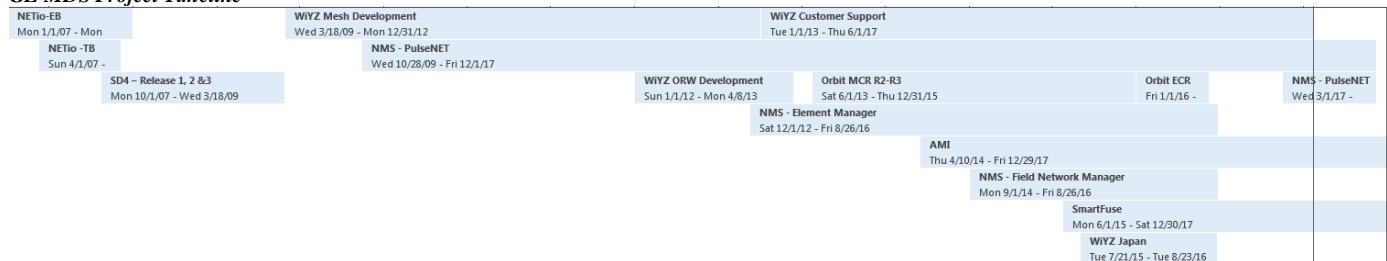 GE MDS Project Timeline
NETio-EB
Mon 1/1/07 - Mon
WiYZ Mesh Development
Wed 3/18/09 - Mon 12/31/12
WiYZ Customer Support
Tue 1/1/13 - Thu 6/1/17
NETio -TB
Sun 4/1/07 -
NMS - PulseNET
Wed 10/28/09 - Fri 12/1/17
SD4 – Release 1, 2 &3
Mon 10/1/07 - Wed 3/18/09
WiYZ ORW Development
Sun 1/1/12 - Mon 4/8/13
Orbit MCR R2-R3
Sat 6/1/13 - Thu 12/31/15
Orbit ECR
Fri 1/1/16 -
NMS - PulseNET
Wed 3/1/17 -
NMS - Element Manager
Sat 12/1/12 - Fri 8/26/16
AMI
Thu 4/10/14 - Fri 12/29/17
NMS - Field Network Manager
Mon 9/1/14 - Fri 8/26/16
SmartFuse
Mon 6/1/15 - Sat 12/30/17
WiYZ Japan
Tue 7/21/15 - Tue 8/23/16